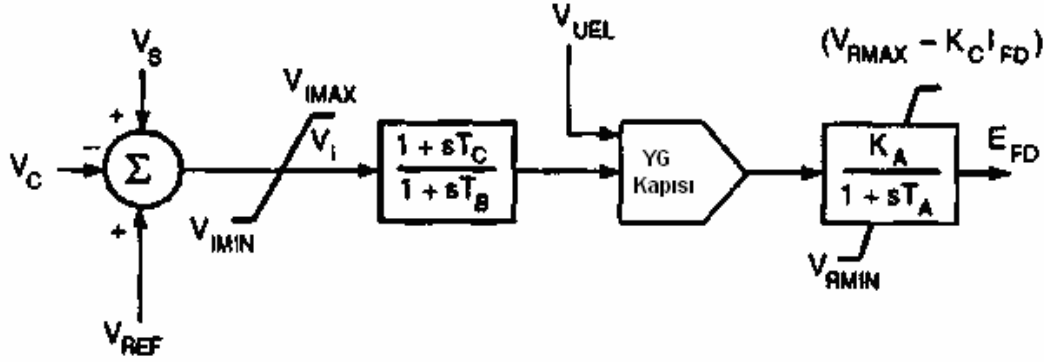 V_S
V_UEL
(V_RMAX - K_C I_FD)
V_IMAX
+
-
V_C
Σ
V_i
1 + sT_C
1 + sT_B
YG
Kapısı
K_A
1 + sT_A
E_FD
+
V_IMIN
V_RMIN
V_REF